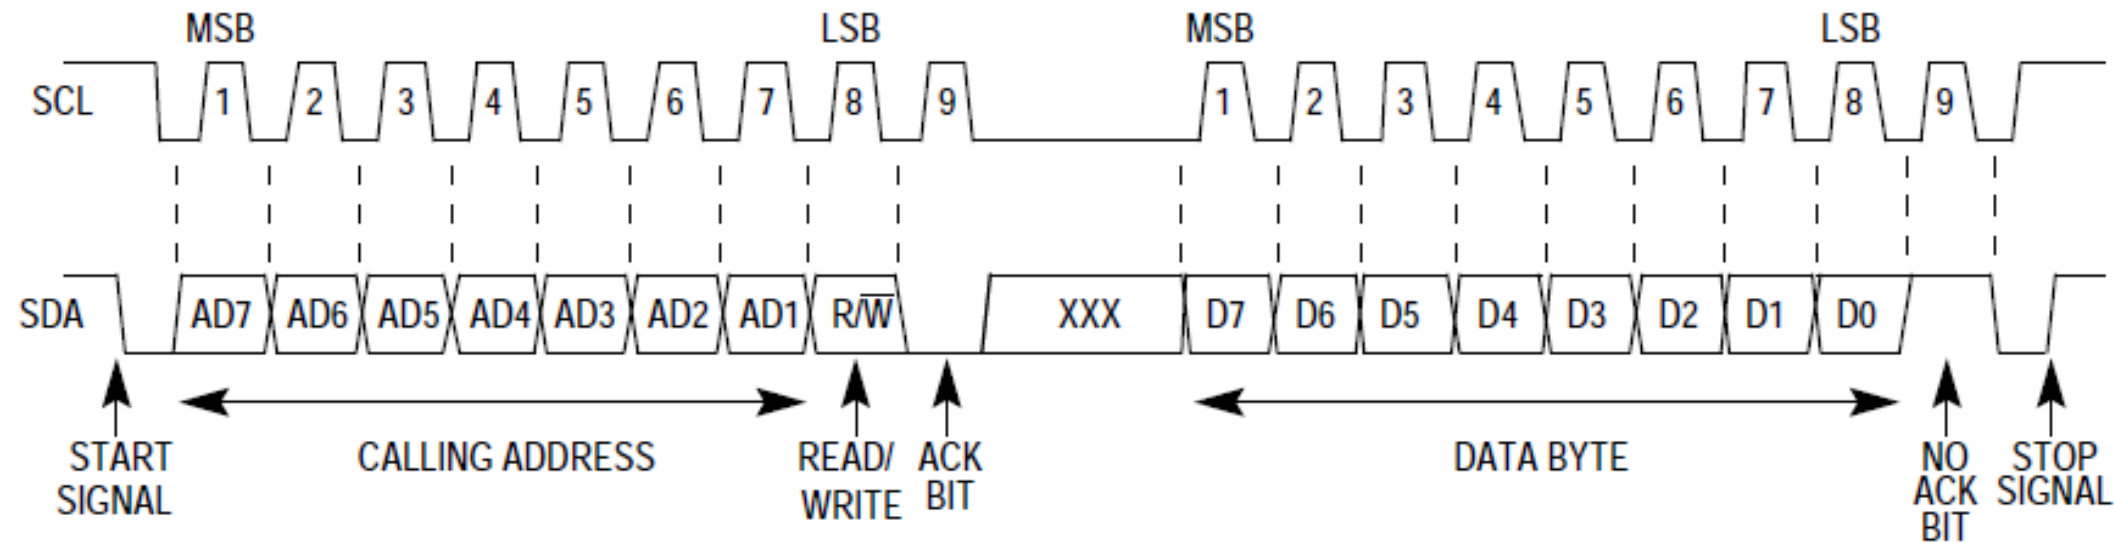 MSB LSB MSB LSB
SCL 1 2 3 4 5 6 7 8 9 1 2 3 4 5 6 7 8 9
SDA AD7 AD6 AD5 AD4 AD3 AD2 AD1 R/W̅ XXX D7 D6 D5 D4 D3 D2 D1 D0
START
SIGNAL
CALLING ADDRESS
READ/
WRITE
ACK
BIT
DATA BYTE
NO
ACK
BIT
STOP
SIGNAL